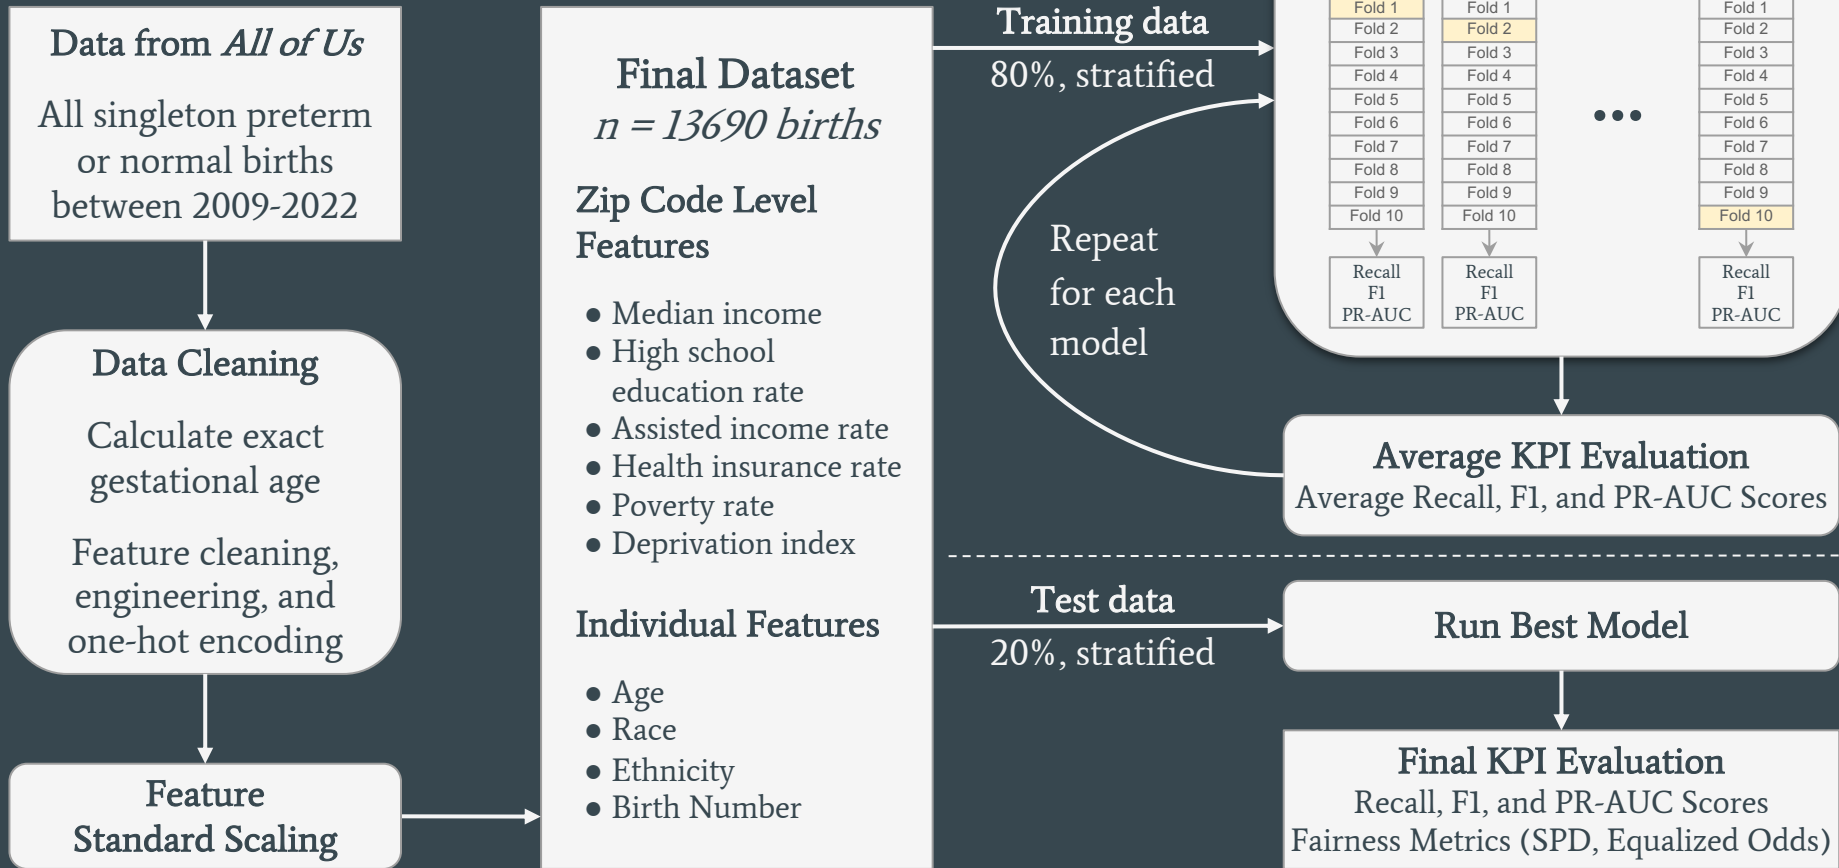 Data from All of Us
All singleton preterm
or normal births
between 2009-2022
Data Cleaning
Calculate exact
gestational age
Feature cleaning,
engineering, and
one-hot encoding
Feature
Standard Scaling
Final Dataset
n = 13690 births
Zip Code Level
Features
● Median income
● High school
education rate
● Assisted income rate
● Health insurance rate
● Poverty rate
● Deprivation index
Individual Features
● Age
● Race
● Ethnicity
● Birth Number
Training data
80%, stratified
Repeat
for each
model
Fold 1
Fold 2
Fold 3
Fold 4
Fold 5
Fold 6
Fold 7
Fold 8
Fold 9
Fold 10
Recall
F1
PR-AUC
Fold 1
Fold 2
Fold 3
Fold 4
Fold 5
Fold 6
Fold 7
Fold 8
Fold 9
Fold 10
Recall
F1
PR-AUC
•••
Fold 1
Fold 2
Fold 3
Fold 4
Fold 5
Fold 6
Fold 7
Fold 8
Fold 9
Fold 10
Recall
F1
PR-AUC
Average KPI Evaluation
Average Recall, F1, and PR-AUC Scores
Test data
20%, stratified
Run Best Model
Final KPI Evaluation
Recall, F1, and PR-AUC Scores
Fairness Metrics (SPD, Equalized Odds)